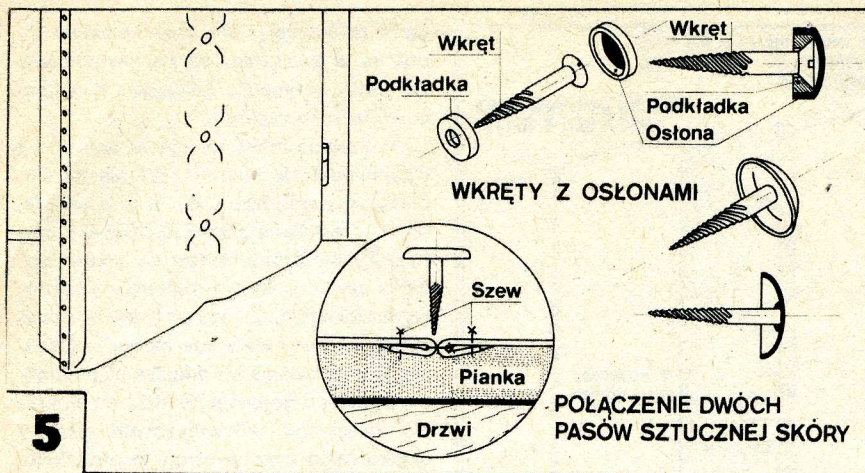 Wkręt
Podkładka
Wkręt
Podkładka
Osłona
WKRĘTY Z OSŁONAMI
Szew
Pianka
Drzwi
POŁĄCZENIE DWÓCH
PASÓW SZTUCZNEJ SKÓRY
5